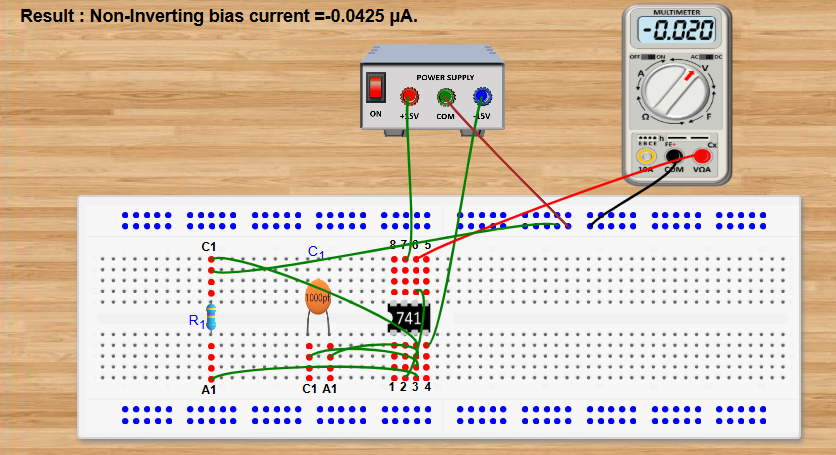 Result : Non-Inverting bias current =-0.0425 µA.
MULTIMETER
-0.020
OFF ON AC DC
A V
Ω F
h
E B C E FE+ Cx
10A COM VΩA
POWER SUPPLY
ON +15V COM -15V
C1 8 7 6 5
C1
1000pf
R1 741
A1 C1 A1 1 2 3 4